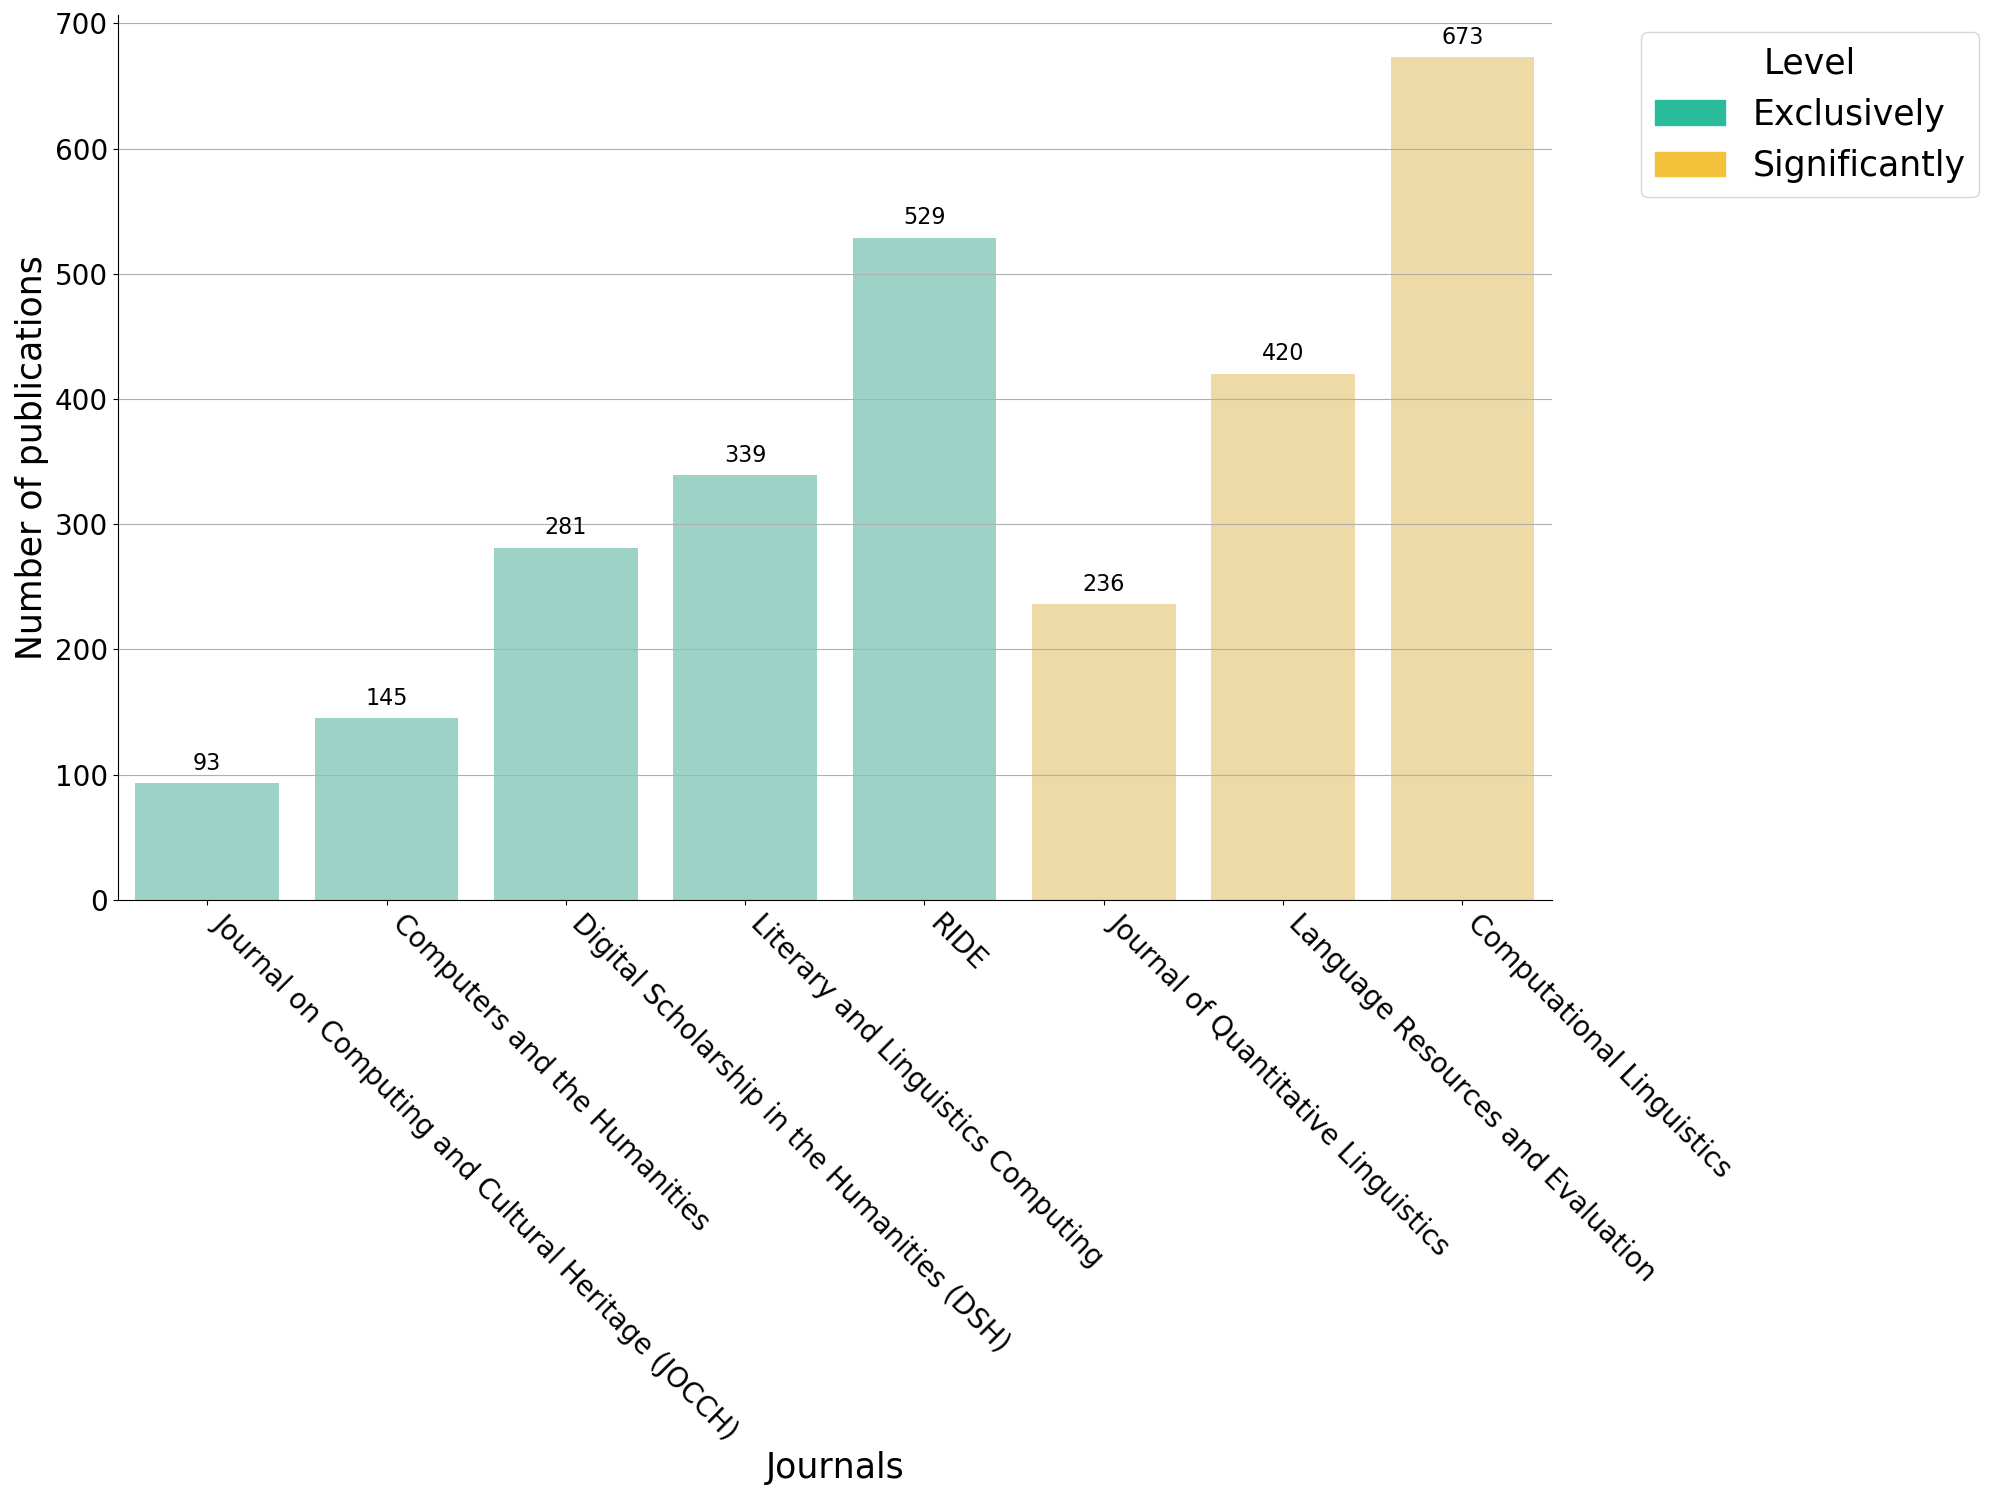 700
600
500
400
300
200
100
0
Number of publications
93
145
281
339
529
236
420
673
Journal on Computing and Cultural Heritage (JOCCH)
Computers and the Humanities
Digital Scholarship in the Humanities (DSH)
Literary and Linguistics Computing
RIDE
Journal of Quantitative Linguistics
Language Resources and Evaluation
Computational Linguistics
Journals
Level
Exclusively
Significantly